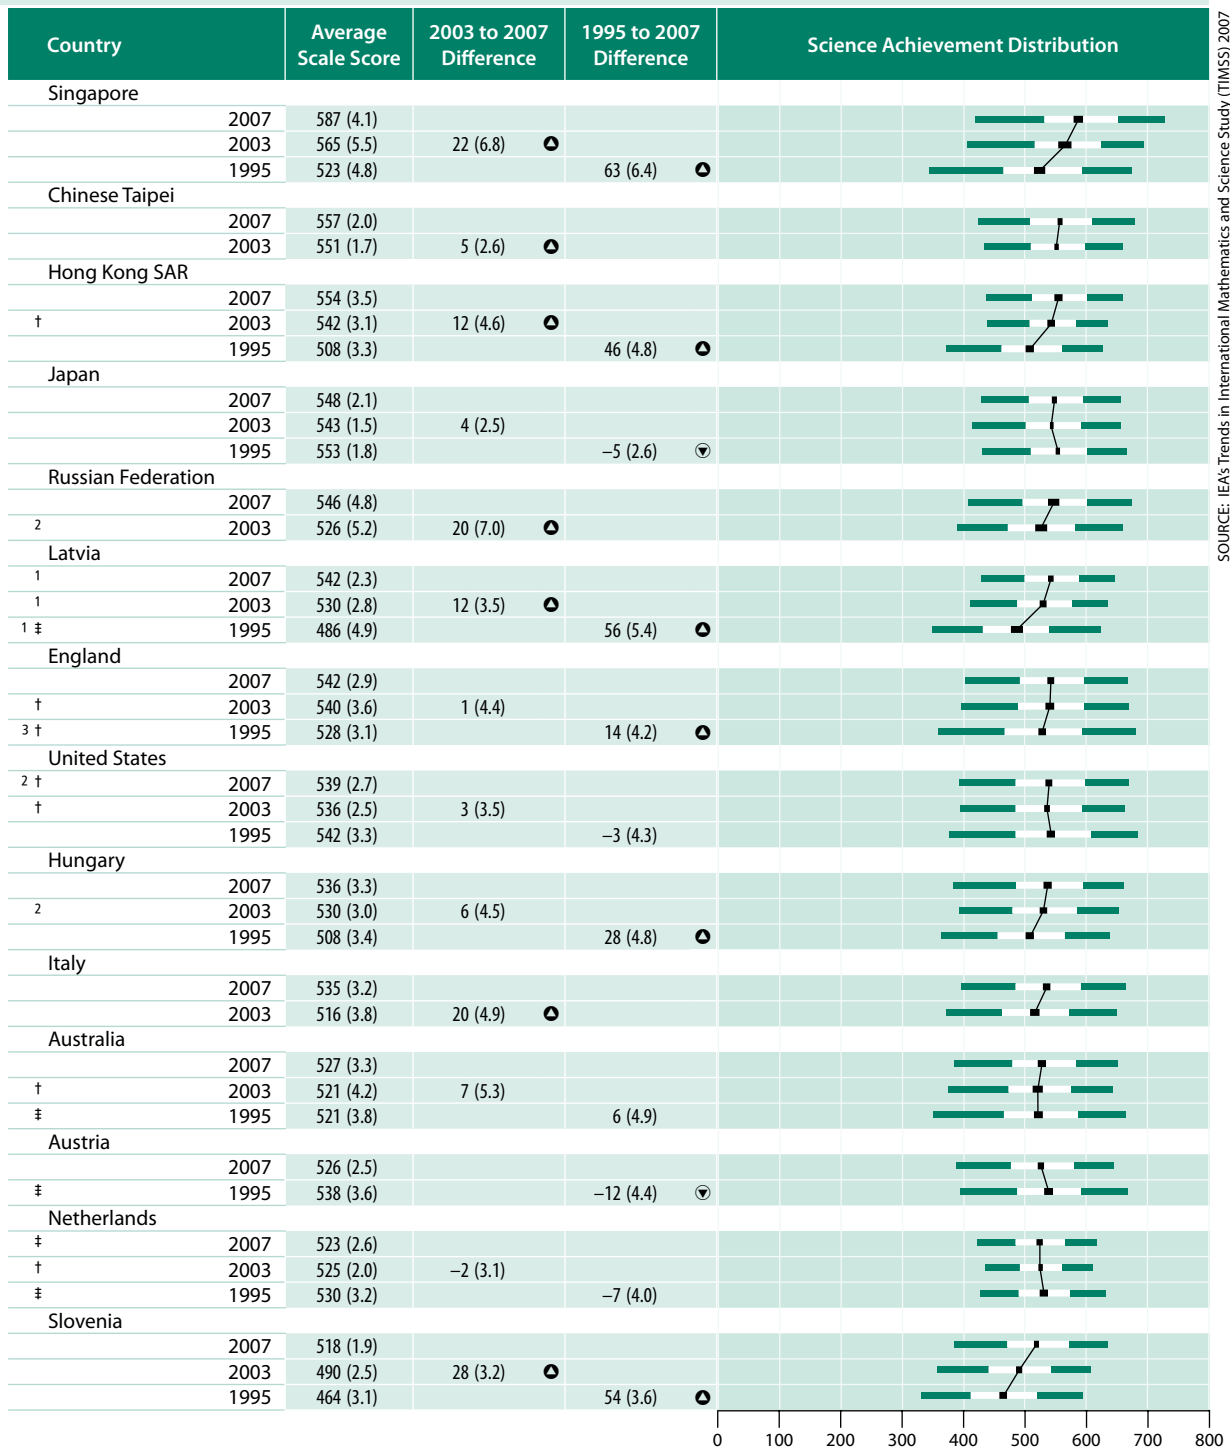 Country Average Scale Score 2003 to 2007 Difference 1995 to 2007 Difference Science Achievement Distribution
Singapore
2007 587 (4.1)
2003 565 (5.5) 22 (6.8)
1995 523 (4.8) 63 (6.4)
Chinese Taipei
2007 557 (2.0)
2003 551 (1.7) 5 (2.6)
Hong Kong SAR
2007 554 (3.5)
† 2003 542 (3.1) 12 (4.6)
1995 508 (3.3) 46 (4.8)
Japan
2007 548 (2.1)
2003 543 (1.5) 4 (2.5)
1995 553 (1.8) –5 (2.6)
Russian Federation
2007 546 (4.8)
2 2003 526 (5.2) 20 (7.0)
Latvia
1 2007 542 (2.3)
1 2003 530 (2.8) 12 (3.5)
1 ‡ 1995 486 (4.9) 56 (5.4)
England
2007 542 (2.9)
† 2003 540 (3.6) 1 (4.4)
3 † 1995 528 (3.1) 14 (4.2)
United States
2 † 2007 539 (2.7)
† 2003 536 (2.5) 3 (3.5)
1995 542 (3.3) –3 (4.3)
Hungary
2007 536 (3.3)
2 2003 530 (3.0) 6 (4.5)
1995 508 (3.4) 28 (4.8)
Italy
2007 535 (3.2)
2003 516 (3.8) 20 (4.9)
Australia
2007 527 (3.3)
† 2003 521 (4.2) 7 (5.3)
‡ 1995 521 (3.8) 6 (4.9)
Austria
2007 526 (2.5)
‡ 1995 538 (3.6) –12 (4.4)
Netherlands
‡ 2007 523 (2.6)
† 2003 525 (2.0) –2 (3.1)
‡ 1995 530 (3.2) –7 (4.0)
Slovenia
2007 518 (1.9)
2003 490 (2.5) 28 (3.2)
1995 464 (3.1) 54 (3.6)
0 100 200 300 400 500 600 700 800
SOURCE: IEA's Trends in International Mathematics and Science Study (TIMSS) 2007